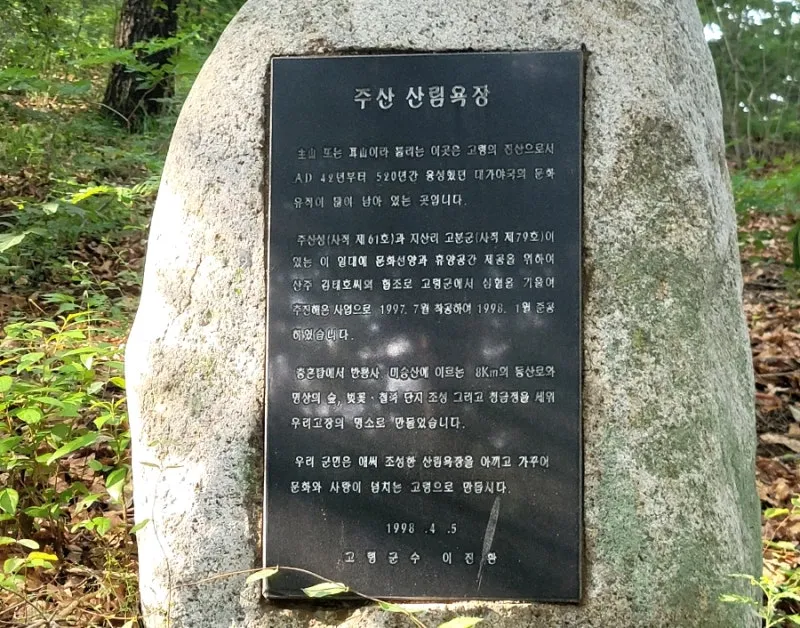 주산 산림욕장
主山 또는 耳山이라 불리는 이곳은 고령의 진산으로서
AD 42년부터 520년간 융성했던 대가야국의 문화
유적이 많이 남아 있는 곳입니다.
주산성(사적 제61호)과 지산리 고분군(사적 제79호)이
있는 이 일대에 문화선양과 휴양공간 제공을 위하여
산주 김태호씨의 협조로 고령군에서 심혈을 기울여
추진해온 사업으로 1997. 7월 착공하여 1998. 1월 준공
하였습니다.
충혼탑에서 반룡사, 미숭산에 이르는 8Km의 등산로와
명상의 숲, 벚꽃·철쭉 단지 조성 그리고 청금정을 세워
우리고장의 명소로 만들었습니다.
우리 군민은 애써 조성한 산림욕장을 아끼고 가꾸어
문화와 사랑이 넘치는 고령으로 만듭시다.
1998 .4 .5
고령군수 이진환